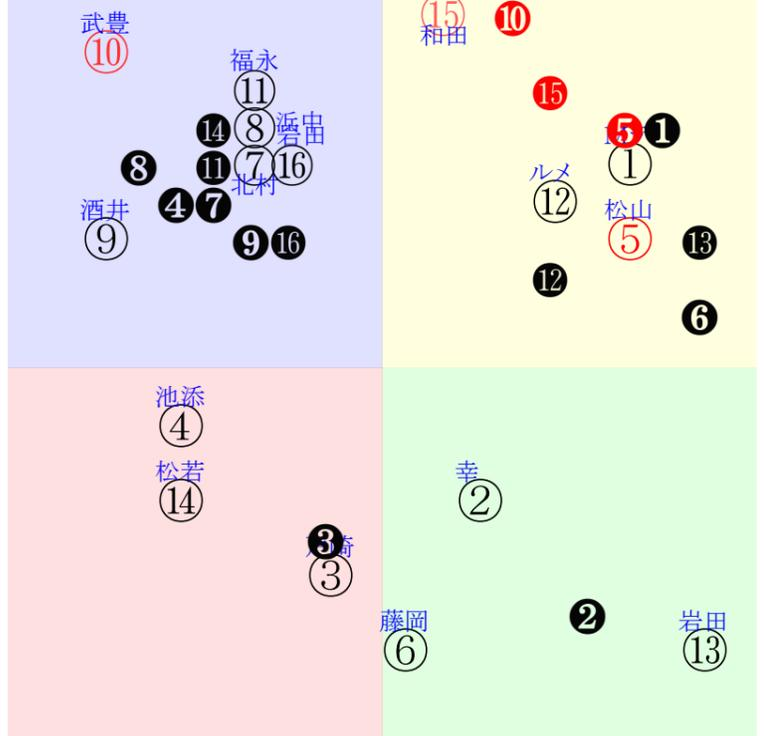 武豊
⑩
福永
⑪
⑧
浜中
岩田
⓮
❽
⓫
⑦
⑯
北村
酒井
❹
❼
⑨
❾
⓰
⑮
和田
❿
⓯
❺
❶
①
ルメ
⑫
松山
⑤
⓭
⓬
❻
池添
④
松若
⑭
❸
③
幸
②
❷
藤岡
⑥
岩田
⑬